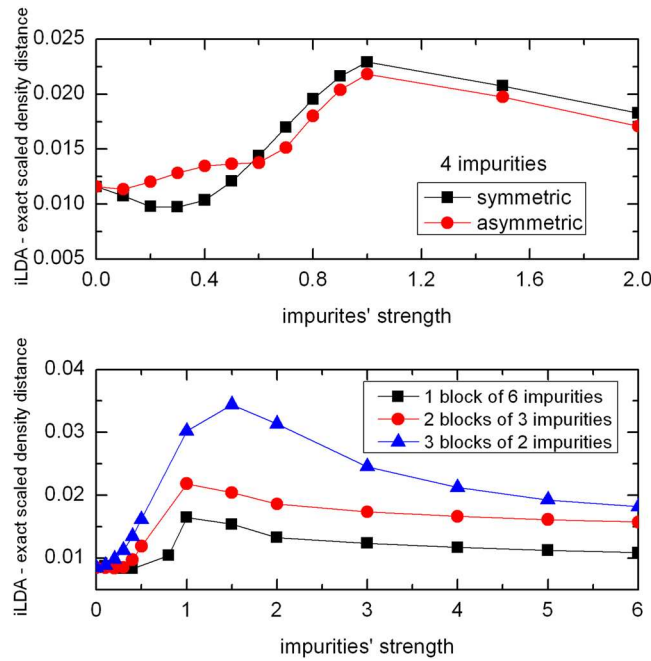 0.025
0.020
0.015
0.010
0.005
iLDA - exact scaled density distance
4 impurities
symmetric
asymmetric
0.0 0.4 0.8 1.2 1.6 2.0
impurites' strength
0.04
0.03
0.02
0.01
iLDA - exact scaled density distance
1 block of 6 impurities
2 blocks of 3 impurities
3 blocks of 2 impurities
0 1 2 3 4 5 6
impurities' strength